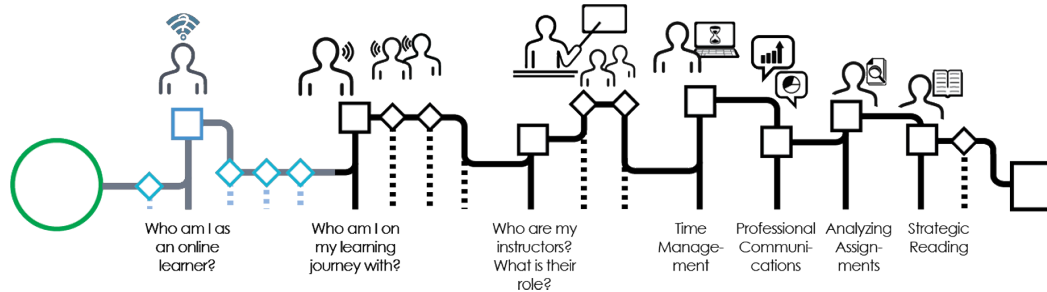 Who am I as
an online
learner?
Who am I on
my learning
journey with?
Who are my
instructors?
What is their
role?
Time
Manage-
ment
Professional
Communi-
cations
Analyzing
Assign-
ments
Strategic
Reading